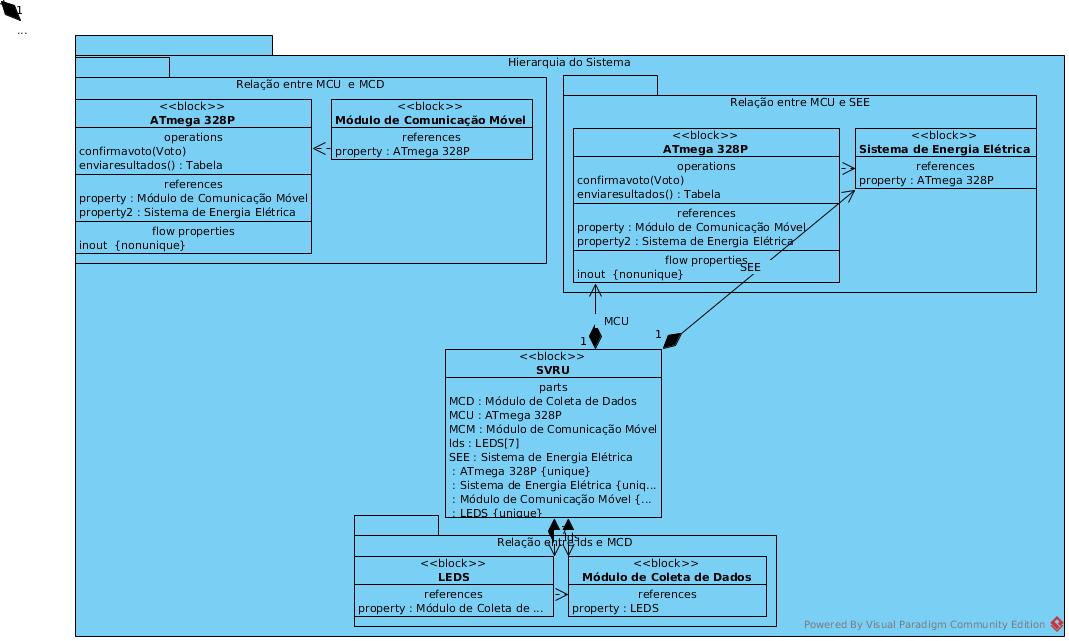 1
...
Hierarquia do Sistema
Relação entre MCU e MCD
<<block>>
ATmega 328P
operations
confirmavoto(Voto)
enviaresultados() : Tabela
references
property : Módulo de Comunicação Móvel
property2 : Sistema de Energia Elétrica
flow properties
inout {nonunique}
<<block>>
Módulo de Comunicação Móvel
references
property : ATmega 328P
Relação entre MCU e SEE
<<block>>
ATmega 328P
operations
confirmavoto(Voto)
enviaresultados() : Tabela
references
property : Módulo de Comunicação Móvel
property2 : Sistema de Energia Elétrica
flow properties
inout {nonunique}
<<block>>
Sistema de Energia Elétrica
references
property : ATmega 328P
SEE
MCU
1
1
<<block>>
SVRU
parts
MCD : Módulo de Coleta de Dados
MCU : ATmega 328P
MCM : Módulo de Comunicação Móvel
lds : LEDS[7]
SEE : Sistema de Energia Elétrica
: ATmega 328P {unique}
: Sistema de Energia Elétrica {uniq...
: Módulo de Comunicação Móvel {...
: LEDS {unique}
Relação entre lds e MCD
<<block>>
LEDS
references
property : Módulo de Coleta de ...
<<block>>
Módulo de Coleta de Dados
references
property : LEDS
Powered By Visual Paradigm Community Edition